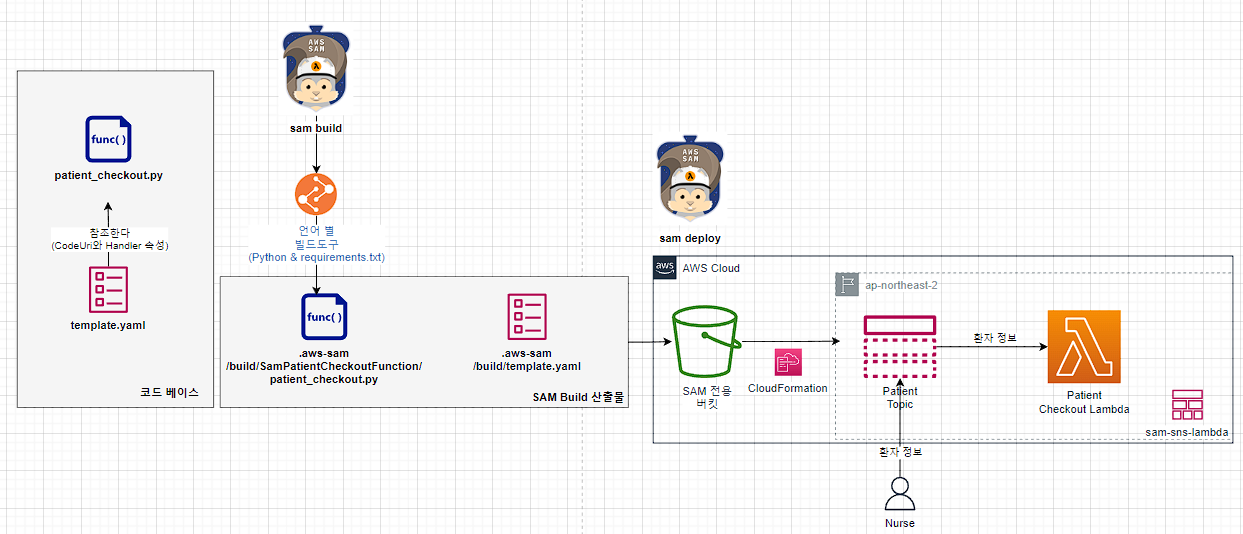 AWS
SAM
sam build
func( )
patient_checkout.py
참조한다
(CodeUri와 Handler 속성)
template.yaml
코드 베이스
언어 별
빌드도구
(Python & requirements.txt)
func( )
.aws-sam
/build/SamPatientCheckoutFunction/
patient_checkout.py
.aws-sam
/build/template.yaml
SAM Build 산출물
AWS
SAM
sam deploy
aws
AWS Cloud
ap-northeast-2
SAM 전용
버킷
CloudFormation
Patient
Topic
환자 정보
Patient
Checkout Lambda
sam-sns-lambda
환자 정보
Nurse